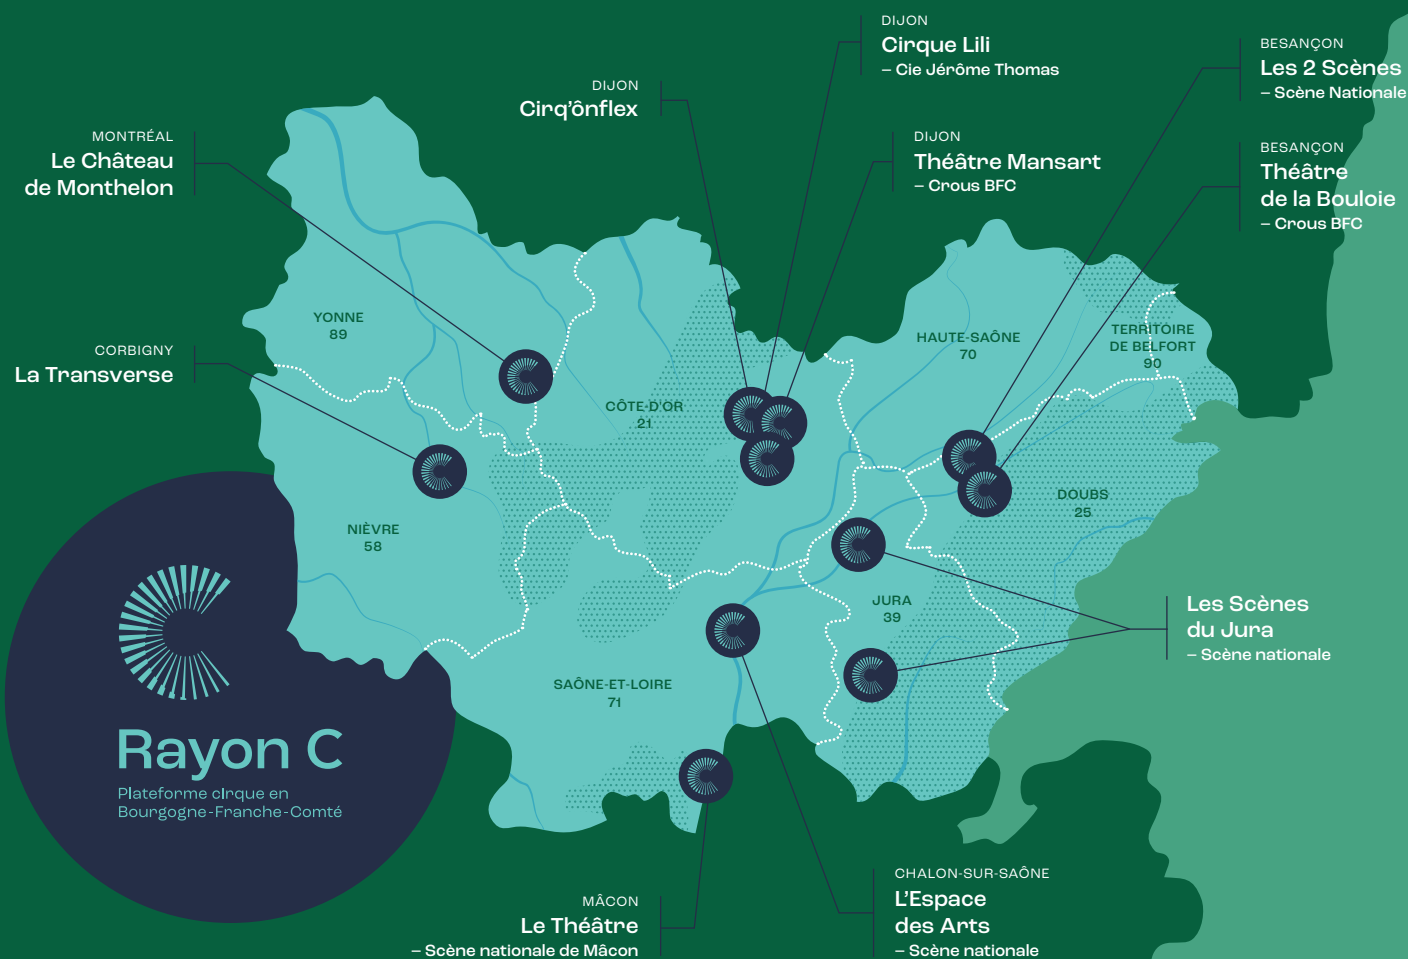 DIJON
Cirque Lili
– Cie Jérôme Thomas
BESANÇON
Les 2 Scènes
– Scène Nationale
DIJON
Cirq'ônflex
MONTRÉAL
Le Château
de Monthelon
DIJON
Théâtre Mansart
– Crous BFC
BESANÇON
Théâtre
de la Bouloie
– Crous BFC
YONNE
89
HAUTE-SAÔNE
70
TERRITOIRE
DE BELFORT
90
CORBIGNY
La Transverse
CÔTE-D'OR
21
NIÈVRE
58
DOUBS
25
JURA
39
Les Scènes
du Jura
– Scène nationale
SAÔNE-ET-LOIRE
71
Rayon C
Plateforme cirque en
Bourgogne-Franche-Comté
MÂCON
Le Théâtre
– Scène nationale de Mâcon
CHALON-SUR-SAÔNE
L'Espace
des Arts
– Scène nationale